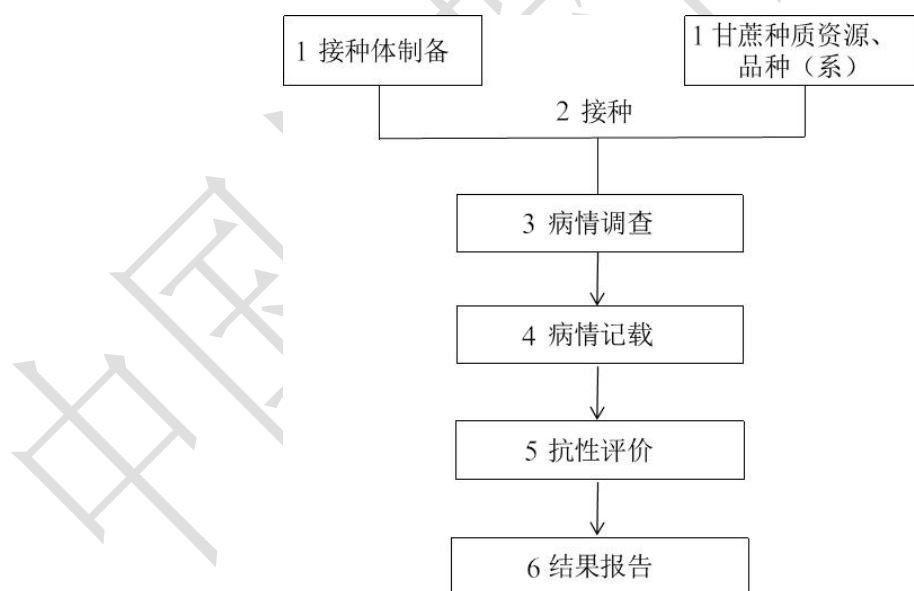 1 接种体制备
1 甘蔗种质资源、
品种（系）
2 接种
3 病情调查
4 病情记载
5 抗性评价
6 结果报告
中国